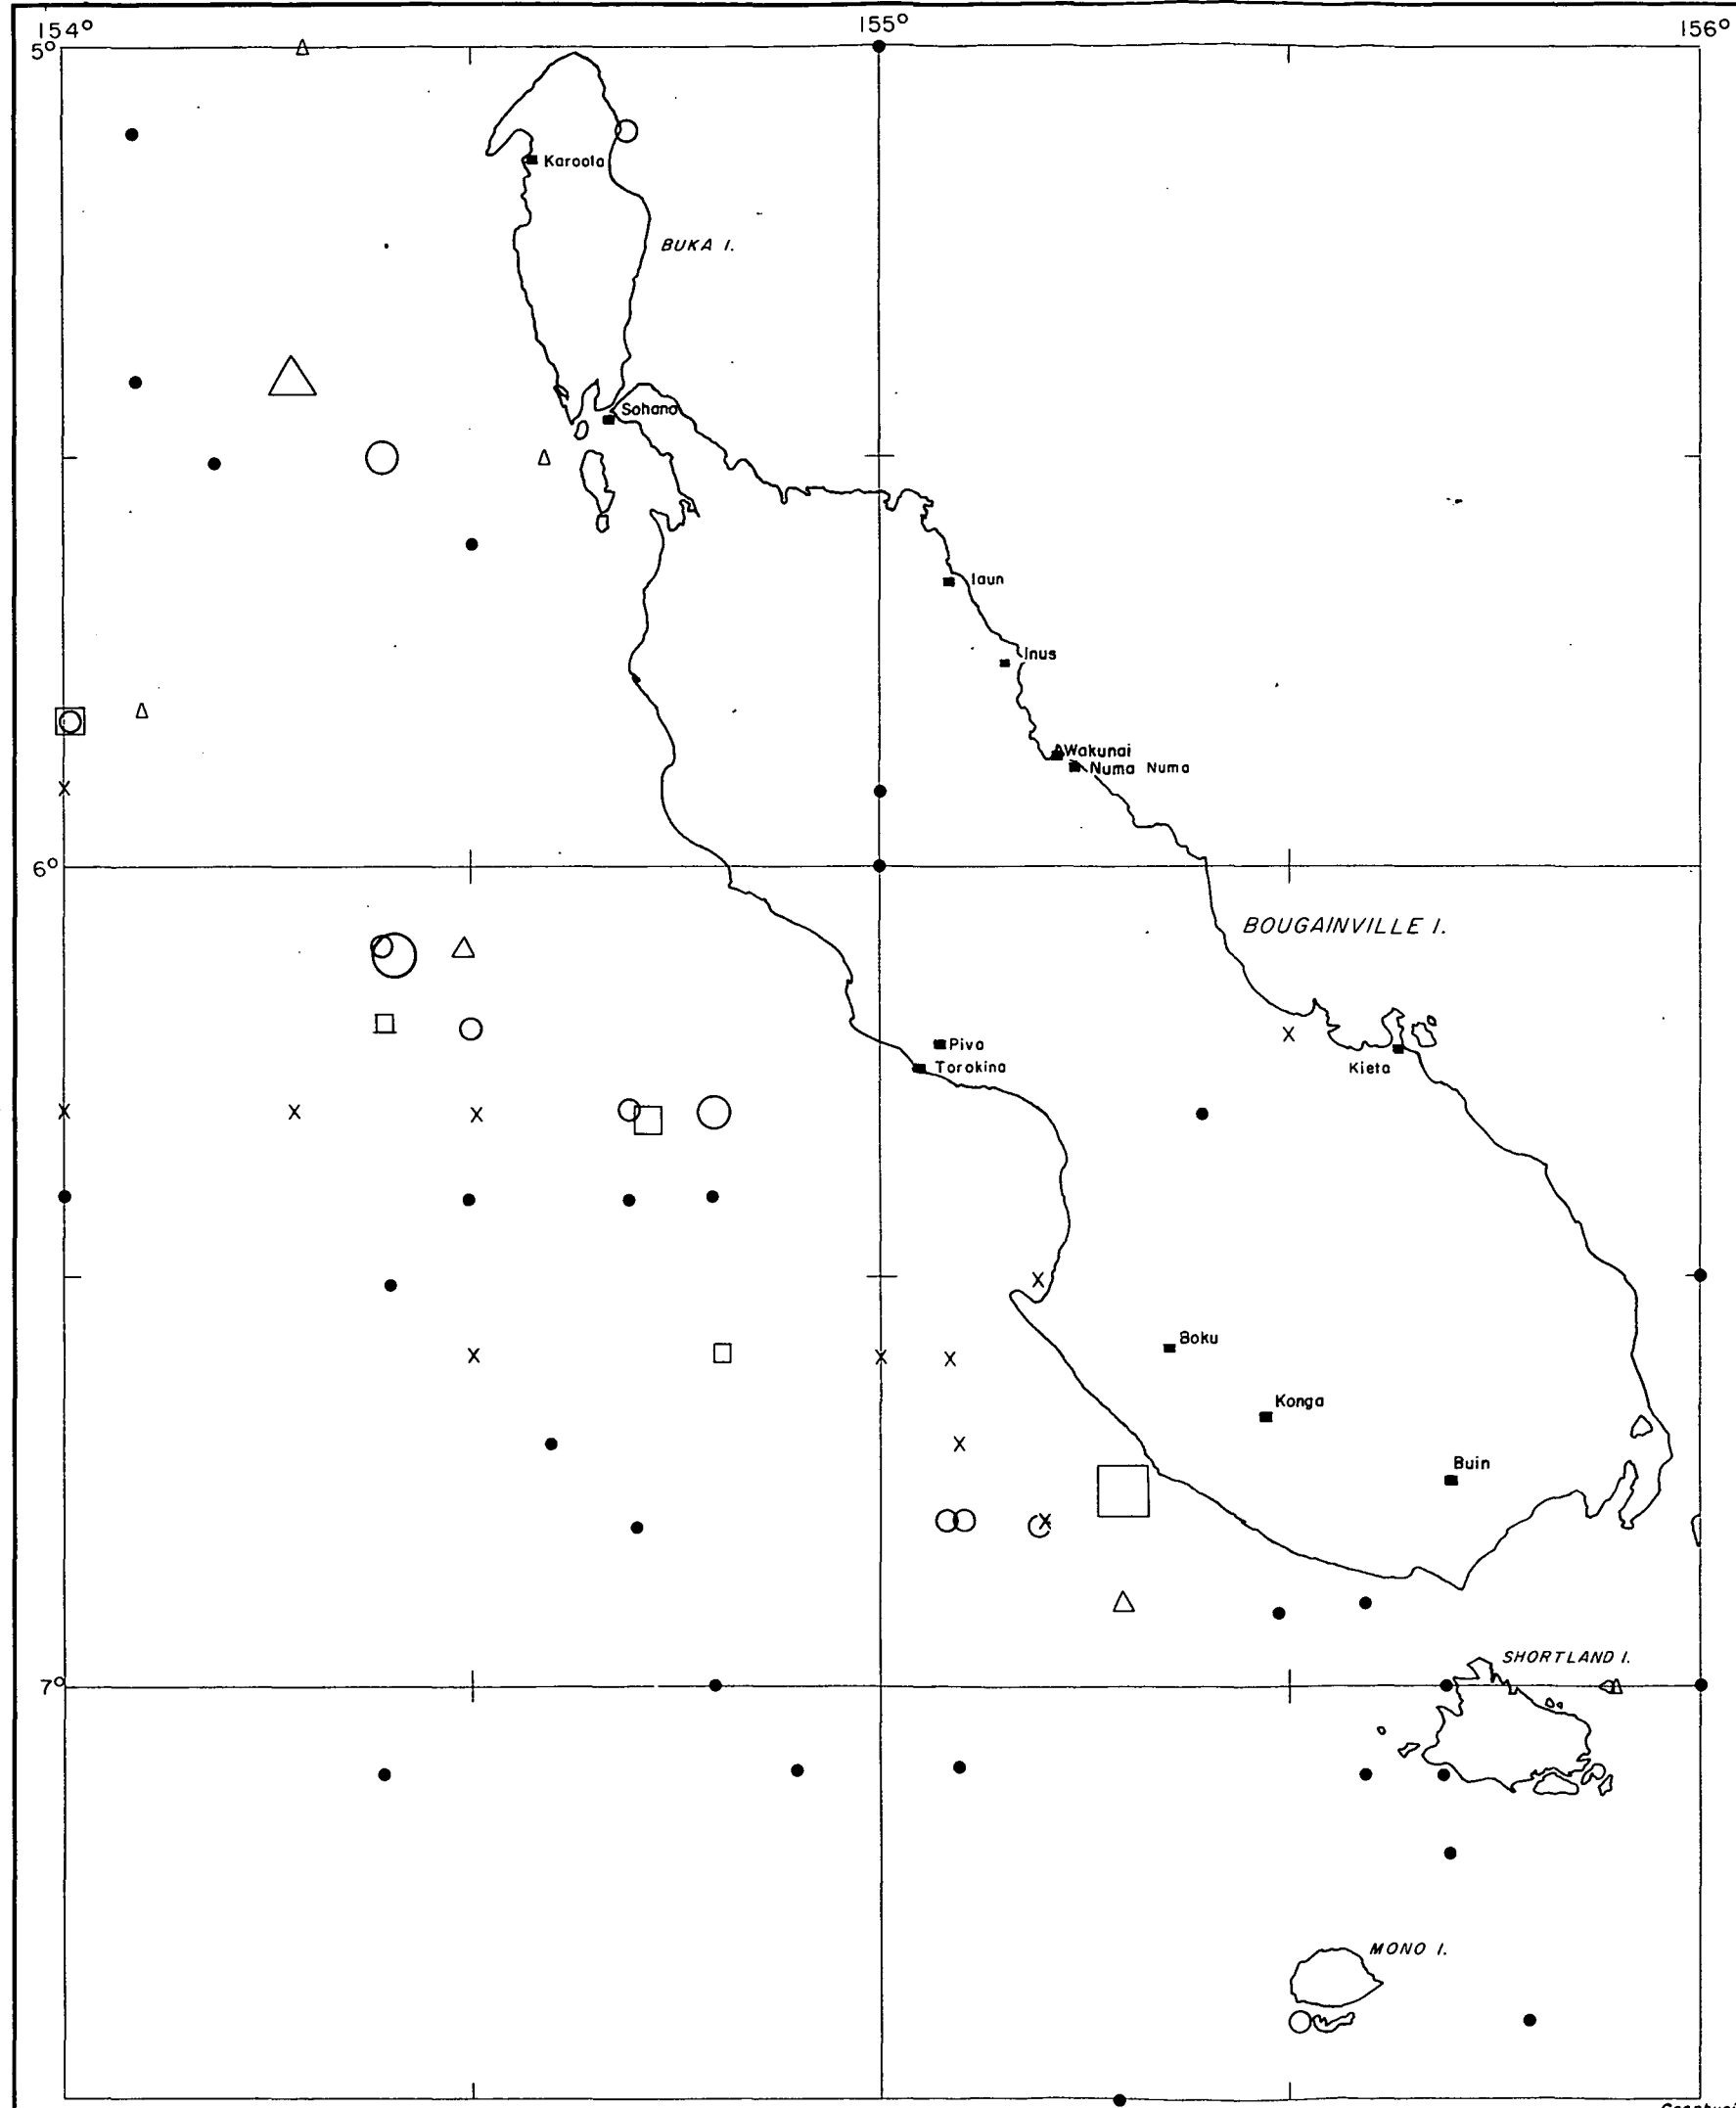 154°
155°
156°
5°
Karoola
BUKA I.
Sohano
Iaun
Inus
Wakunai
Numa Numa
6°
BOUGAINVILLE I.
Piva
Torokina
Kieta
Boku
Konga
Buin
SHORTLAND I.
7°
MONO I.